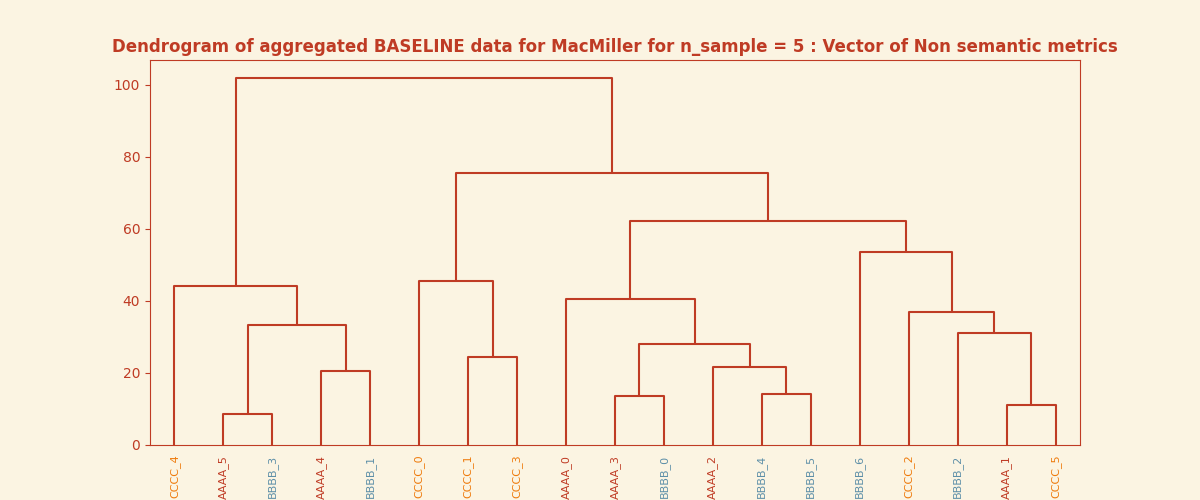 Dendrogram of aggregated BASELINE data for MacMiller for n_sample = 5 : Vector of Non semantic metrics
100
80
60
40
20
0
CCCC_4
AAAA_5
BBBB_3
AAAA_4
BBBB_1
CCCC_0
CCCC_1
CCCC_3
AAAA_0
AAAA_3
BBBB_0
AAAA_2
BBBB_4
BBBB_5
BBBB_6
CCCC_2
BBBB_2
AAAA_1
CCCC_5